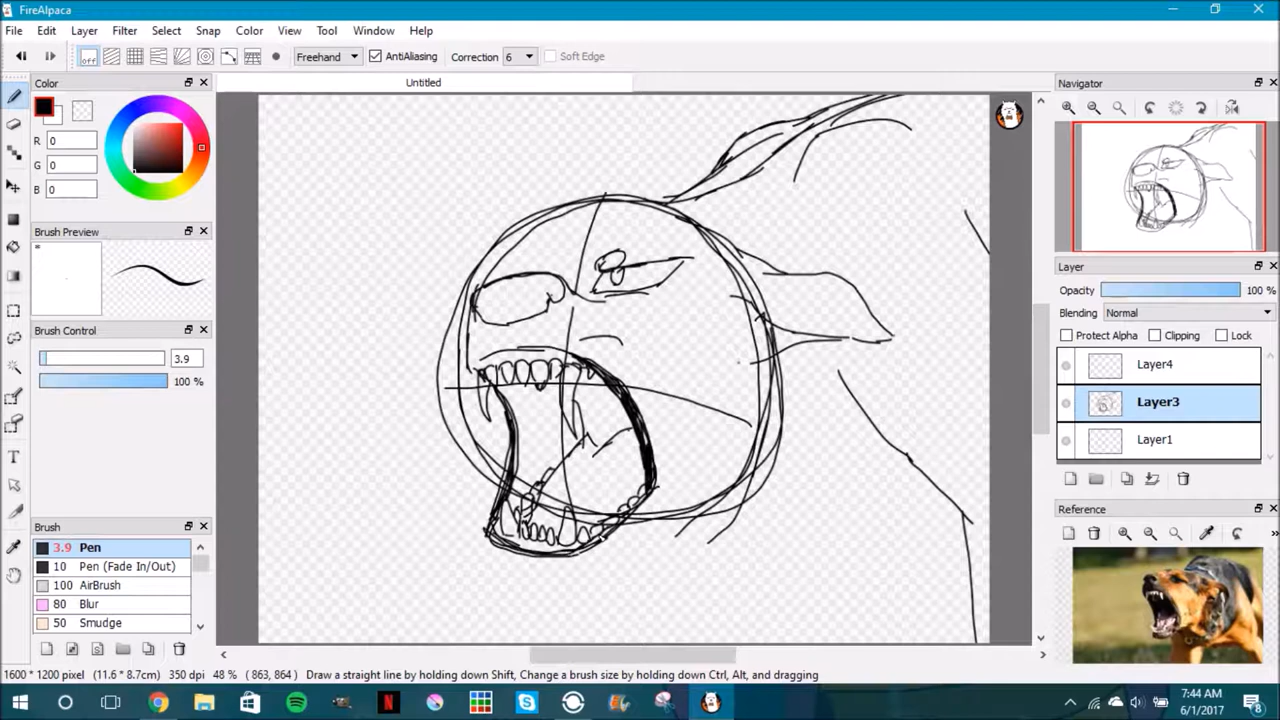 FireAlpaca
File Edit Layer Filter Select Snap Color View Tool Window Help
off Freehand AntiAliasing Correction 6 Soft Edge
Color
Untitled
Navigator
R 0
G 0
B 0
Brush Preview
*
Layer
Opacity 100 %
Blending Normal
Protect Alpha Clipping Lock
Brush Control
3.9
100 %
Layer4
Layer3
Layer1
Reference
Brush
3.9 Pen
10 Pen (Fade In/Out)
100 AirBrush
80 Blur
50 Smudge
1600 * 1200 pixel (11.6 * 8.7cm) 350 dpi 48 % ( 863, 864 ) Draw a straight line by holding down Shift, Change a brush size by holding down Ctrl, Alt, and dragging
7:44 AM
6/1/2017
8